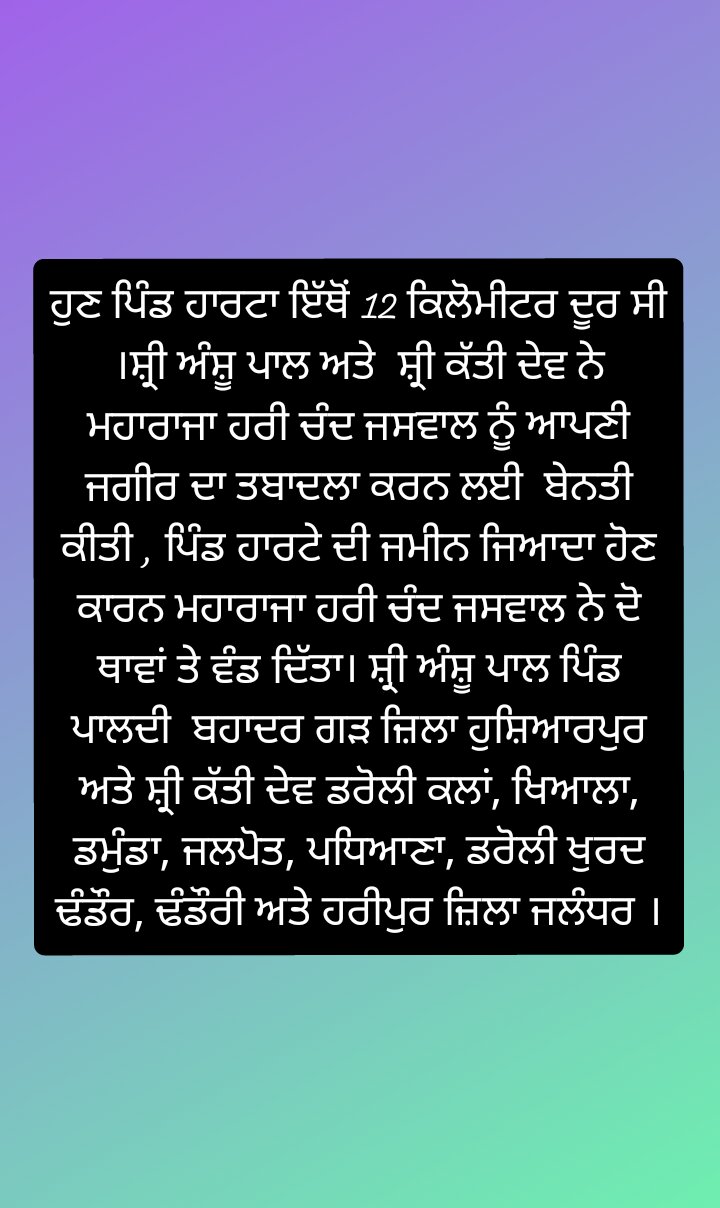 ਹੁਣ ਪਿੰਡ ਹਾਰਟਾ ਇੱਥੋਂ 12 ਕਿਲੋਮੀਟਰ ਦੂਰ ਸੀ
।ਸ਼੍ਰੀ ਅੰਸ਼ੂ ਪਾਲ ਅਤੇ  ਸ਼੍ਰੀ ਕੱਤੀ ਦੇਵ ਨੇ
ਮਹਾਰਾਜਾ ਹਰੀ ਚੰਦ ਜਸਵਾਲ ਨੂੰ ਆਪਣੀ
ਜਗੀਰ ਦਾ ਤਬਾਦਲਾ ਕਰਨ ਲਈ  ਬੇਨਤੀ
ਕੀਤੀ , ਪਿੰਡ ਹਾਰਟੇ ਦੀ ਜਮੀਨ ਜਿਆਦਾ ਹੋਣ
ਕਾਰਨ ਮਹਾਰਾਜਾ ਹਰੀ ਚੰਦ ਜਸਵਾਲ ਨੇ ਦੋ
ਥਾਵਾਂ ਤੇ ਵੰਡ ਦਿੱਤਾ। ਸ਼੍ਰੀ ਅੰਸ਼ੂ ਪਾਲ ਪਿੰਡ
ਪਾਲਦੀ  ਬਹਾਦਰ ਗੜ ਜ਼ਿਲਾ ਹੁਸ਼ਿਆਰਪੁਰ
ਅਤੇ ਸ਼੍ਰੀ ਕੱਤੀ ਦੇਵ ਡਰੋਲੀ ਕਲਾਂ, ਖਿਆਲਾ,
ਡਮੁੰਡਾ, ਜਲਪੋਤ, ਪਧਿਆਣਾ, ਡਰੋਲੀ ਖੁਰਦ
ਢੰਡੌਰ, ਢੰਡੌਰੀ ਅਤੇ ਹਰੀਪੁਰ ਜ਼ਿਲਾ ਜਲੰਧਰ ।